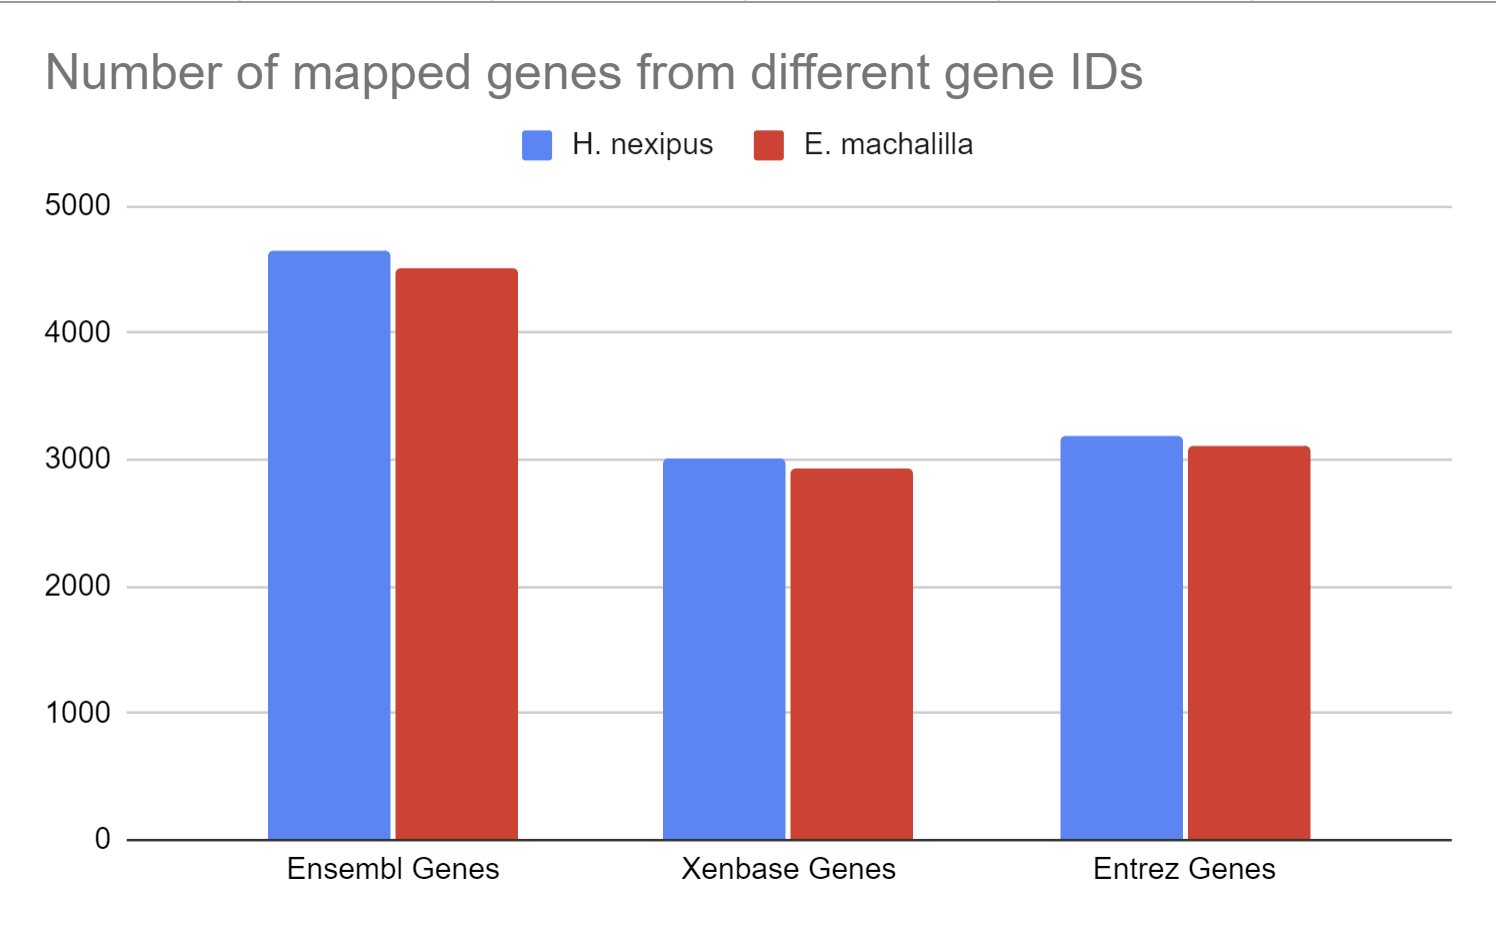 Number of mapped genes from different gene IDs
H. nexipus
E. machalilla
5000
4000
3000
2000
1000
0
Ensembl Genes
Xenbase Genes
Entrez Genes